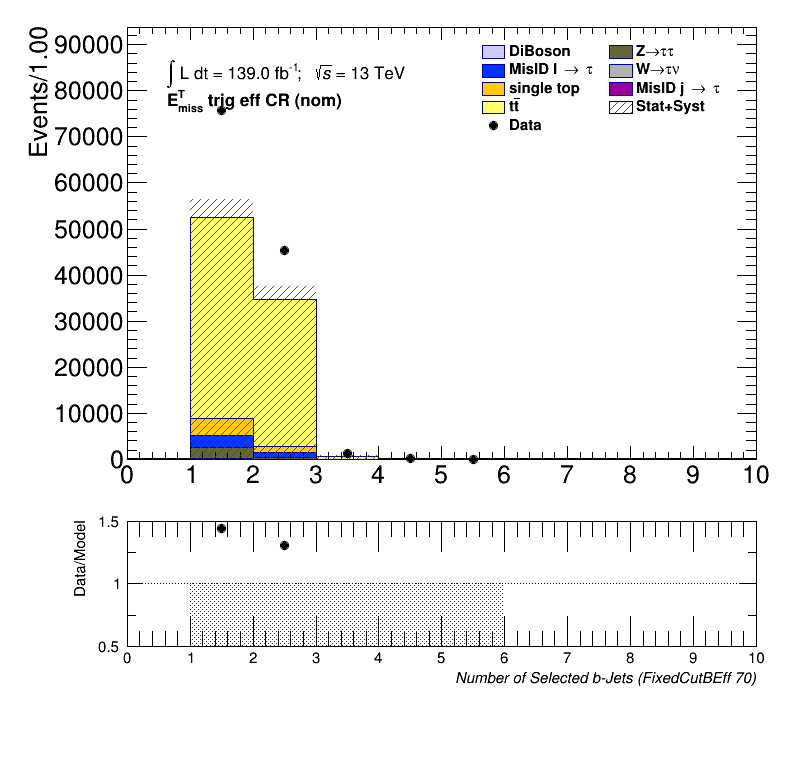 Events/1.00
90000
80000
70000
60000
50000
40000
30000
20000
10000
0
∫ L dt = 139.0 fb⁻¹; √s = 13 TeV
E^T_miss trig eff CR (nom)
DiBoson
MisID l → τ
single top
tt̄
Data
Z→ττ
W→τν
MisID j → τ
Stat+Syst
0 1 2 3 4 5 6 7 8 9 10
Data/Model
1.5
1
0.5
0 1 2 3 4 5 6 7 8 9 10
Number of Selected b-Jets (FixedCutBEff 70)